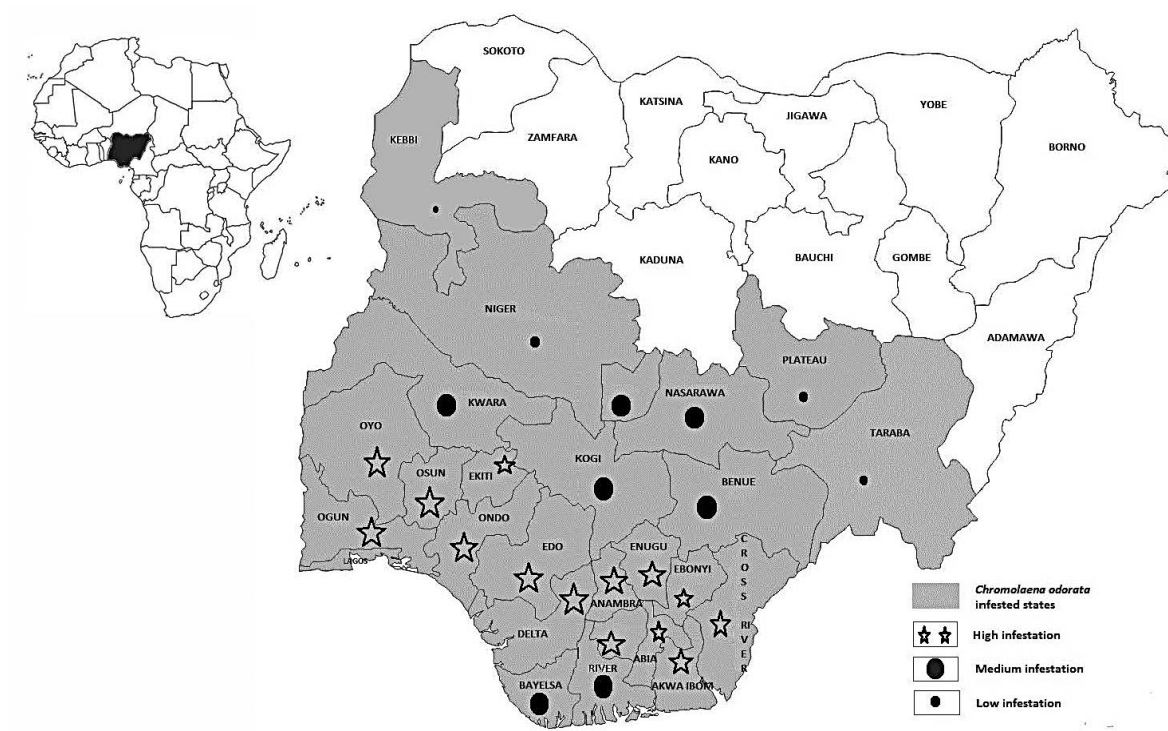 SOKOTO
KATSINA
JIGAWA
YOBE
KEBBI
ZAMFARA
KANO
BORNO
KADUNA
BAUCHI
GOMBE
NIGER
ADAMAWA
PLATEAU
KWARA
NASARAWA
OYO
TARABA
KOGI
OSUN
EKITI
BENUE
OGUN
ONDO
EDO
ENUGU
LAGOS
EBONYI
CROSS RIVER
ANAMBRA
DELTA
ABIA
RIVER
BAYELSA
AKWA IBOM
Chromolaena odorata
infested states
High infestation
Medium infestation
Low infestation